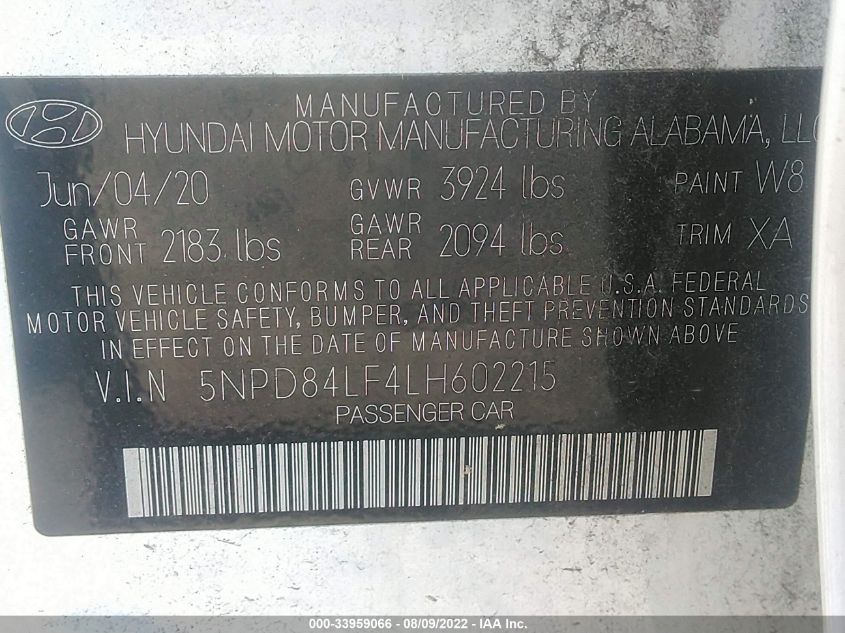 MANUFACTURED BY
HYUNDAI MOTOR MANUFACTURING ALABAMA, LLC
Jun/04/20 GVWR 3924 lbs PAINT W8
GAWR FRONT 2183 lbs GAWR REAR 2094 lbs TRIM XA
THIS VEHICLE CONFORMS TO ALL APPLICABLE U.S.A. FEDERAL
MOTOR VEHICLE SAFETY, BUMPER, AND THEFT PREVENTION STANDARDS
IN EFFECT ON THE DATE OF MANUFACTURE SHOWN ABOVE
V.I.N 5NPD84LF4LH602215
PASSENGER CAR
000-33959066 - 08/09/2022 - IAA Inc.